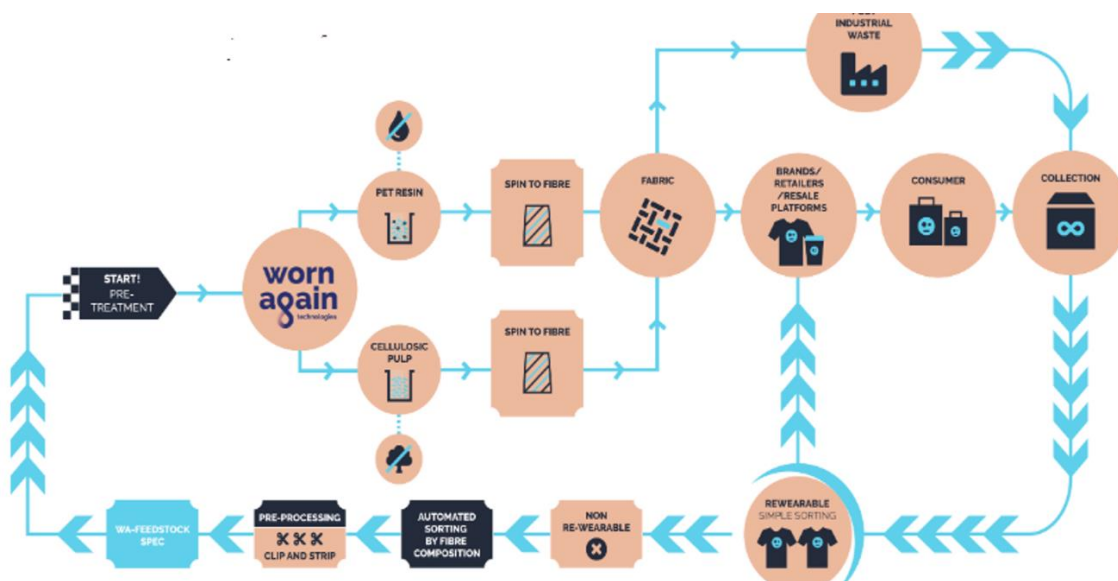 INDUSTRIAL
WASTE
PET RESIN
SPIN TO FIBRE
FABRIC
BRANDS/
RETAILERS
/RESALE
PLATFORMS
CONSUMER
COLLECTION
START!
PRE-
TREATMENT
worn
again
technologies
CELLULOSIC
PULP
SPIN TO FIBRE
WA-FEEDSTOCK
SPEC
PRE-PROCESSING
CLIP AND STRIP
AUTOMATED
SORTING
BY FIBRE
COMPOSITION
NON
RE-WEARABLE
REWEARABLE
SIMPLE SORTING